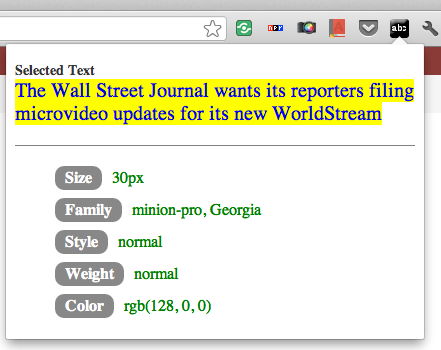 abc
Selected Text
The Wall Street Journal wants its reporters filing
microvideo updates for its new WorldStream
Size 30px
Family minion-pro, Georgia
Style normal
Weight normal
Color rgb(128, 0, 0)